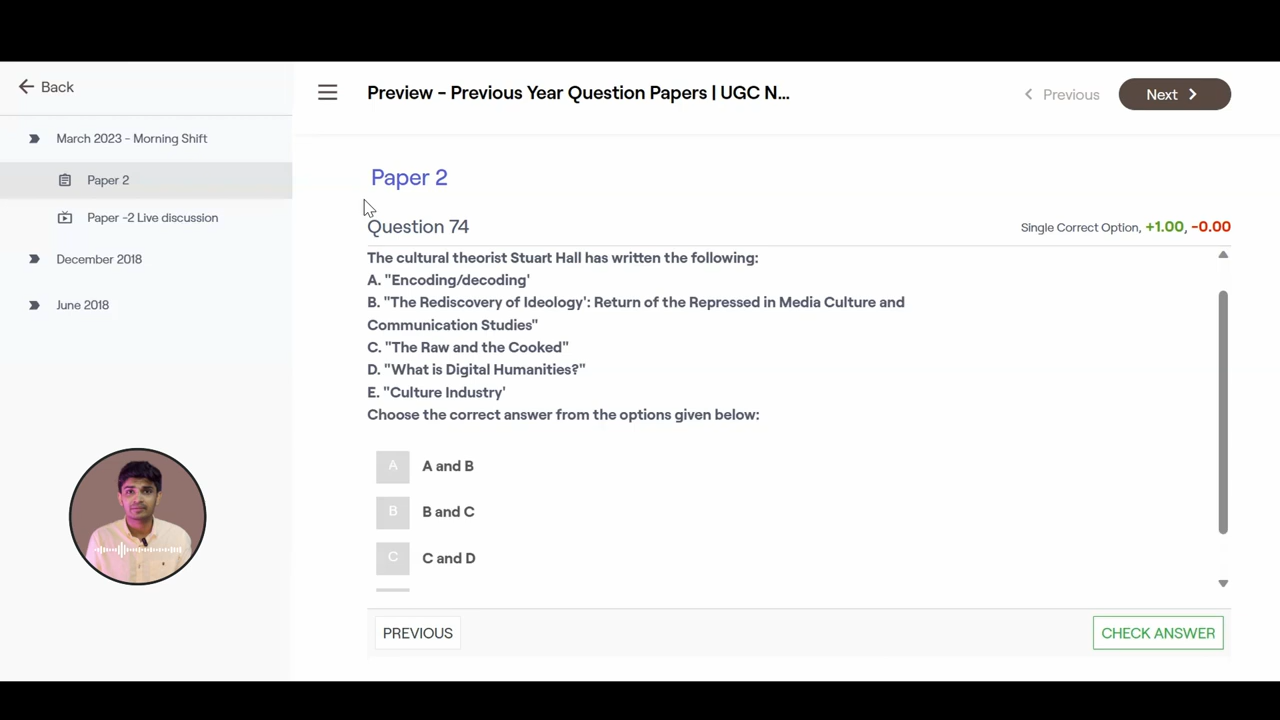 Back
Preview - Previous Year Question Papers | UGC N...
Previous
Next
March 2023 - Morning Shift
Paper 2
Paper -2 Live discussion
December 2018
June 2018
Paper 2
Question 74
Single Correct Option, +1.00, -0.00
The cultural theorist Stuart Hall has written the following:
A. "Encoding/decoding'
B. "The Rediscovery of Ideology': Return of the Repressed in Media Culture and
Communication Studies"
C. "The Raw and the Cooked"
D. "What is Digital Humanities?"
E. "Culture Industry'
Choose the correct answer from the options given below:
A A and B
B B and C
C C and D
PREVIOUS
CHECK ANSWER